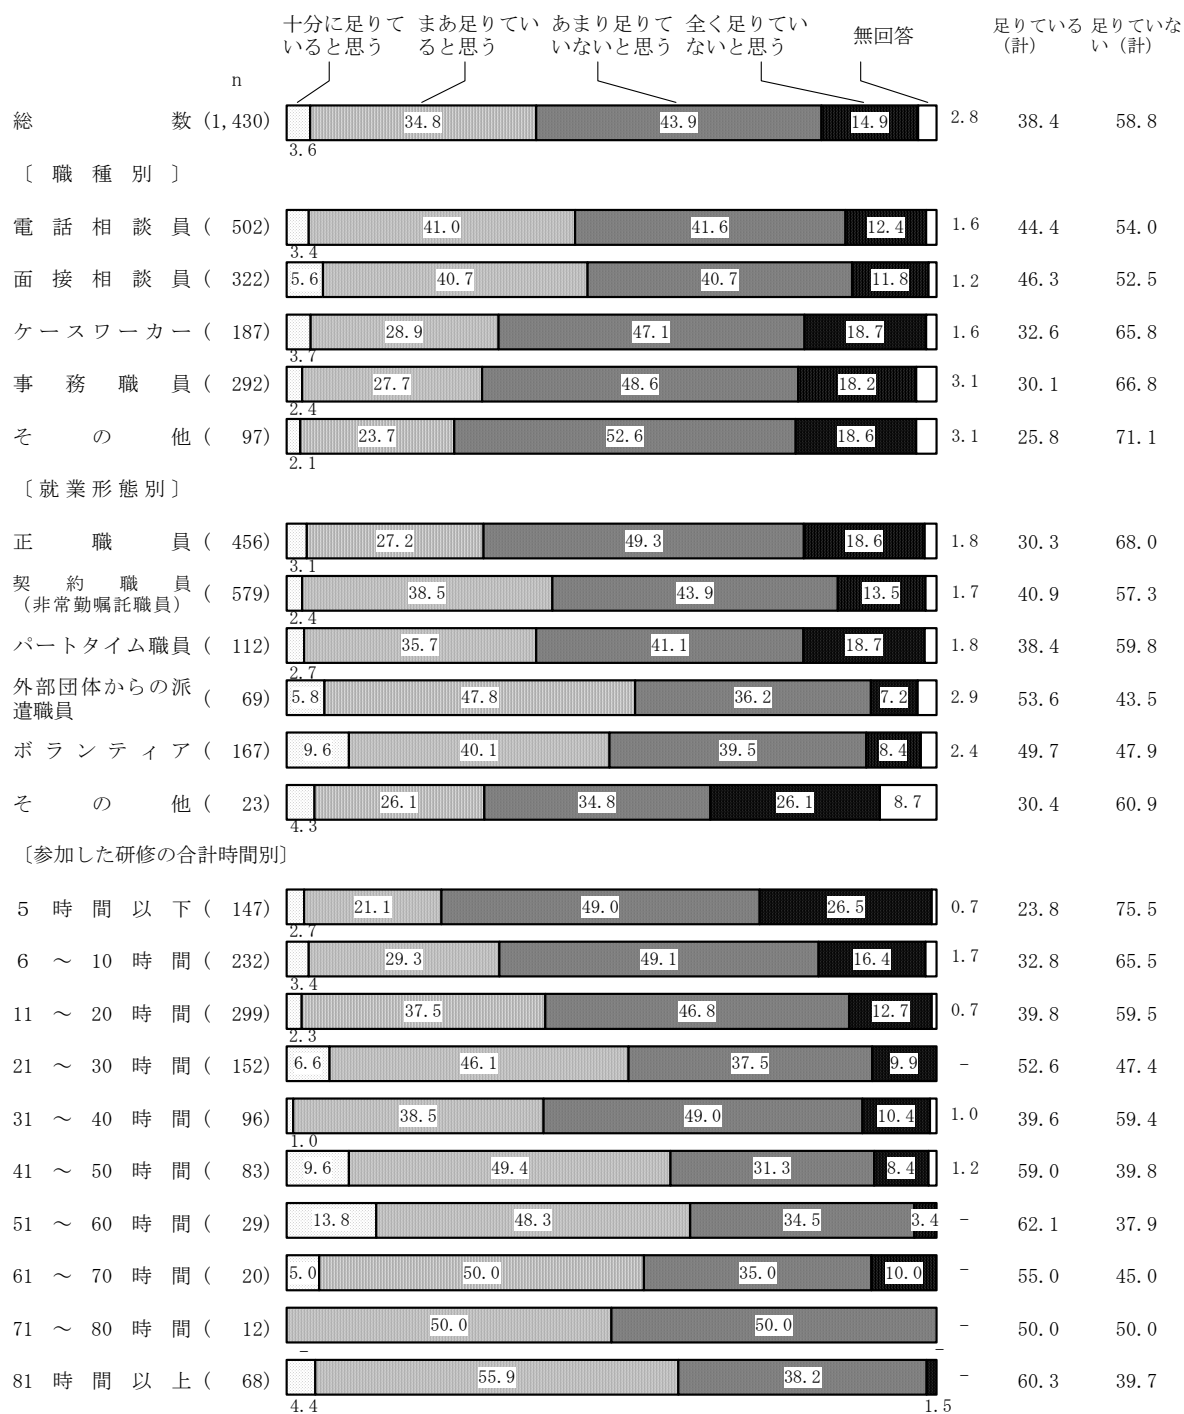 十分に足りて まあ足りてい あまり足りて 全く足りてい 無回答 足りている 足りていな
いると思う ると思う いないと思う ないと思う （計） い（計）
n
総数(1,430) 3.6 34.8 43.9 14.9 2.8 38.4 58.8
〔職種別〕
電話相談員(502) 3.4 41.0 41.6 12.4 1.6 44.4 54.0
面接相談員(322) 5.6 40.7 40.7 11.8 1.2 46.3 52.5
ケースワーカー(187) 3.7 28.9 47.1 18.7 1.6 32.6 65.8
事務職員(292) 2.4 27.7 48.6 18.2 3.1 30.1 66.8
その他(97) 2.1 23.7 52.6 18.6 3.1 25.8 71.1
〔就業形態別〕
正職員(456) 3.1 27.2 49.3 18.6 1.8 30.3 68.0
契約職員
（非常勤嘱託職員）(579) 2.4 38.5 43.9 13.5 1.7 40.9 57.3
パートタイム職員(112) 2.7 35.7 41.1 18.7 1.8 38.4 59.8
外部団体からの派
遣職員(69) 5.8 47.8 36.2 7.2 2.9 53.6 43.5
ボランティア(167) 9.6 40.1 39.5 8.4 2.4 49.7 47.9
その他(23) 4.3 26.1 34.8 26.1 8.7 30.4 60.9
〔参加した研修の合計時間別〕
5時間以下(147) 2.7 21.1 49.0 26.5 0.7 23.8 75.5
6～10時間(232) 3.4 29.3 49.1 16.4 1.7 32.8 65.5
11～20時間(299) 2.3 37.5 46.8 12.7 0.7 39.8 59.5
21～30時間(152) 6.6 46.1 37.5 9.9 - 52.6 47.4
31～40時間(96) 1.0 38.5 49.0 10.4 1.0 39.6 59.4
41～50時間(83) 9.6 49.4 31.3 8.4 1.2 59.0 39.8
51～60時間(29) 13.8 48.3 34.5 3.4 - 62.1 37.9
61～70時間(20) 5.0 50.0 35.0 10.0 - 55.0 45.0
71～80時間(12) - 50.0 50.0 - - 50.0 50.0
81時間以上(68) 4.4 55.9 38.2 1.5 - 60.3 39.7